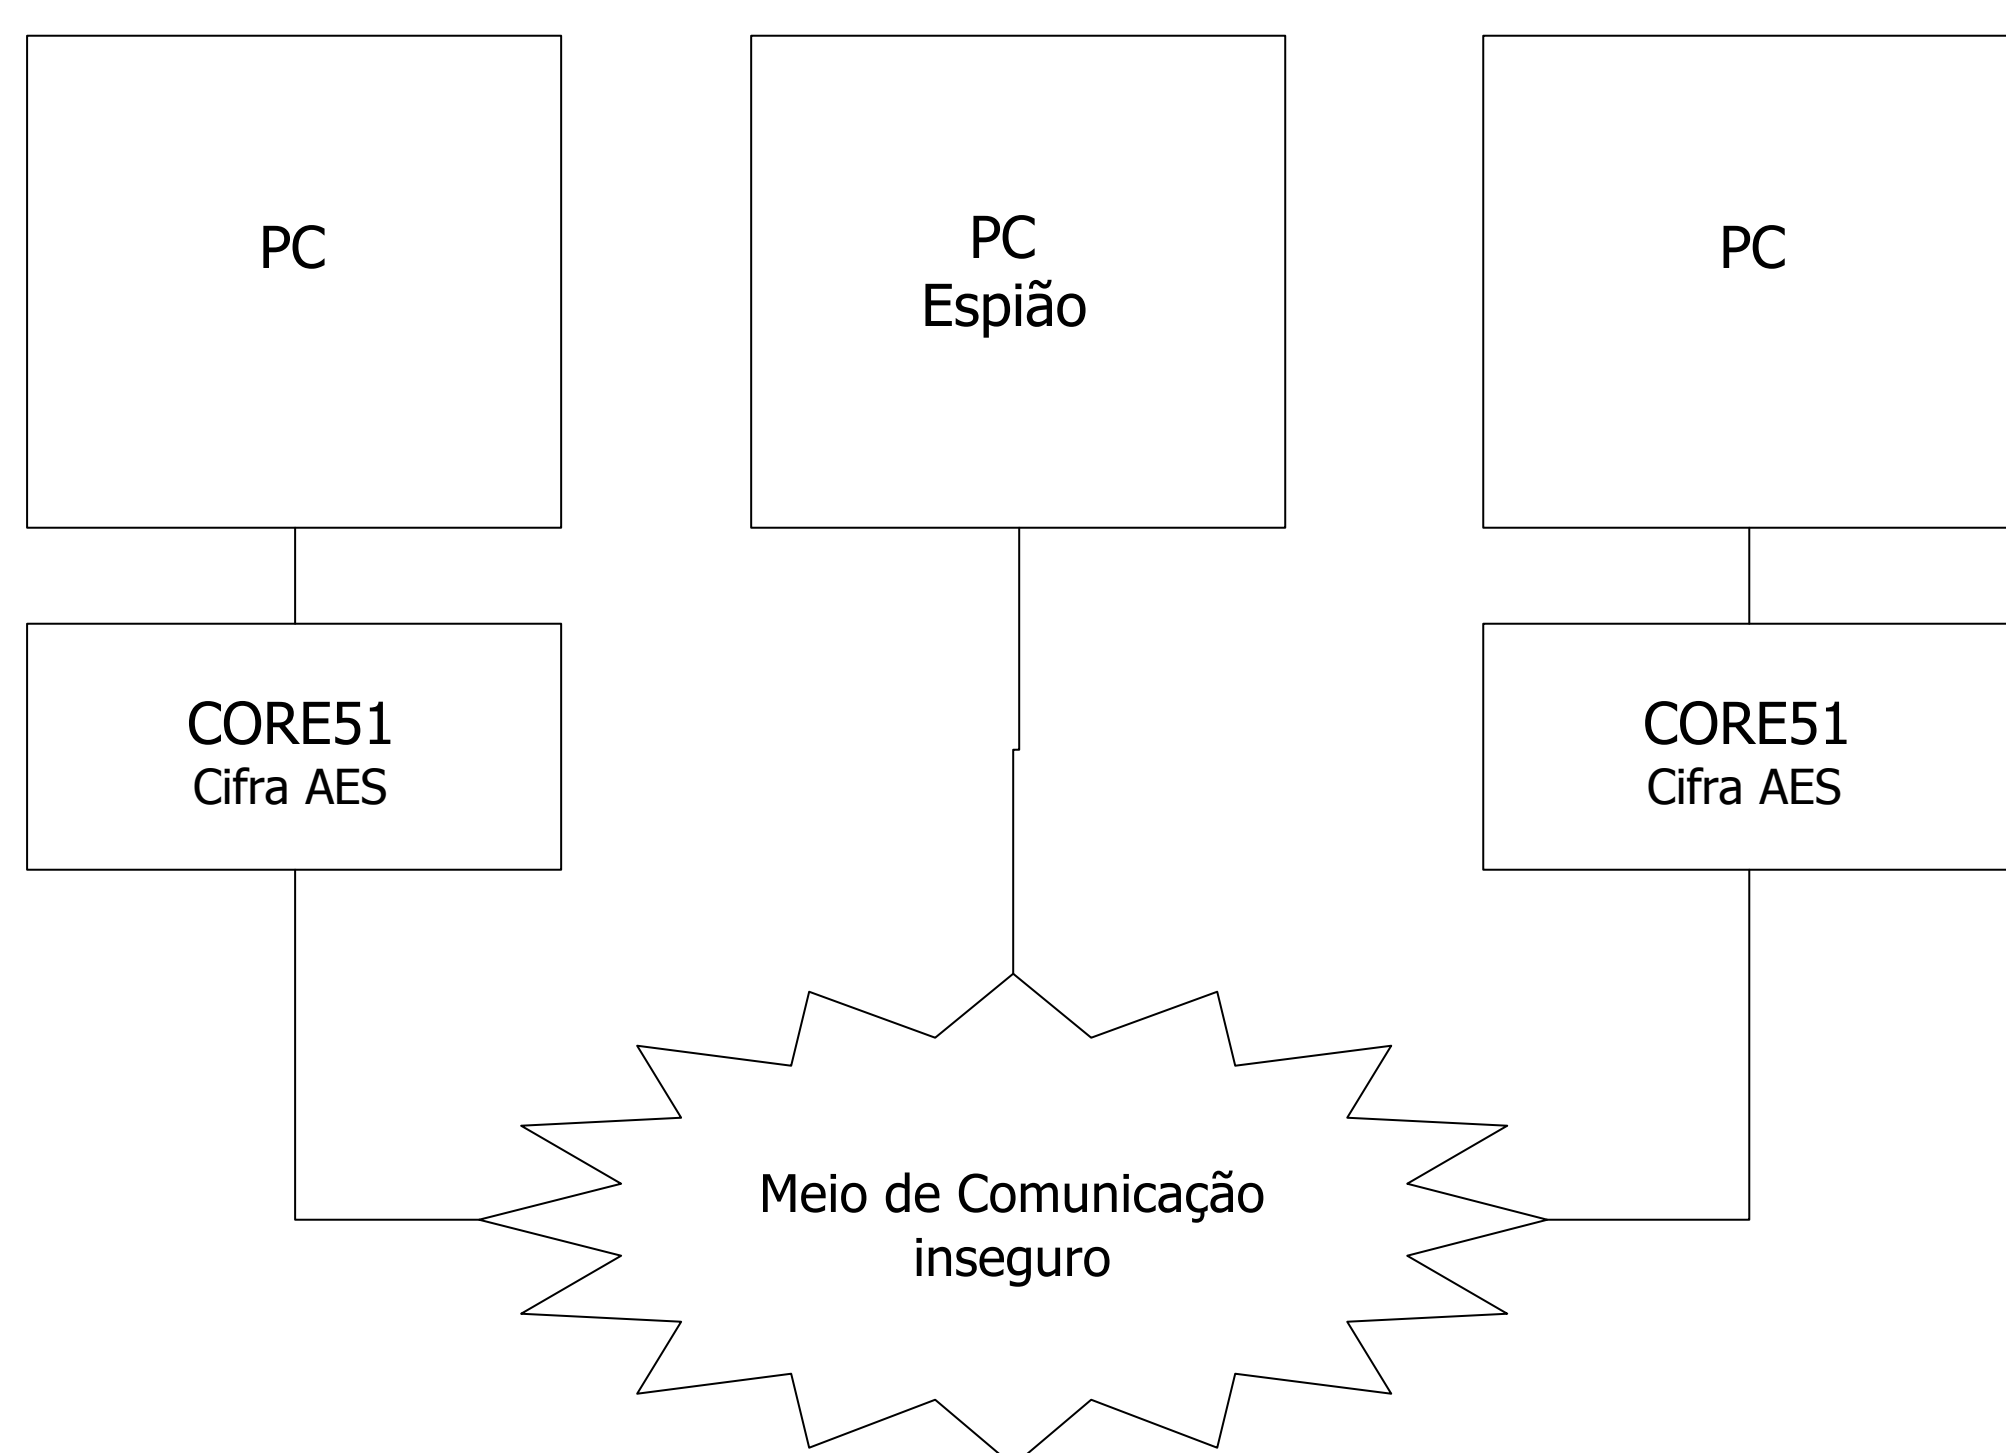 PC
PC
Espião
PC
CORE51
Cifra AES
CORE51
Cifra AES
Meio de Comunicação
inseguro